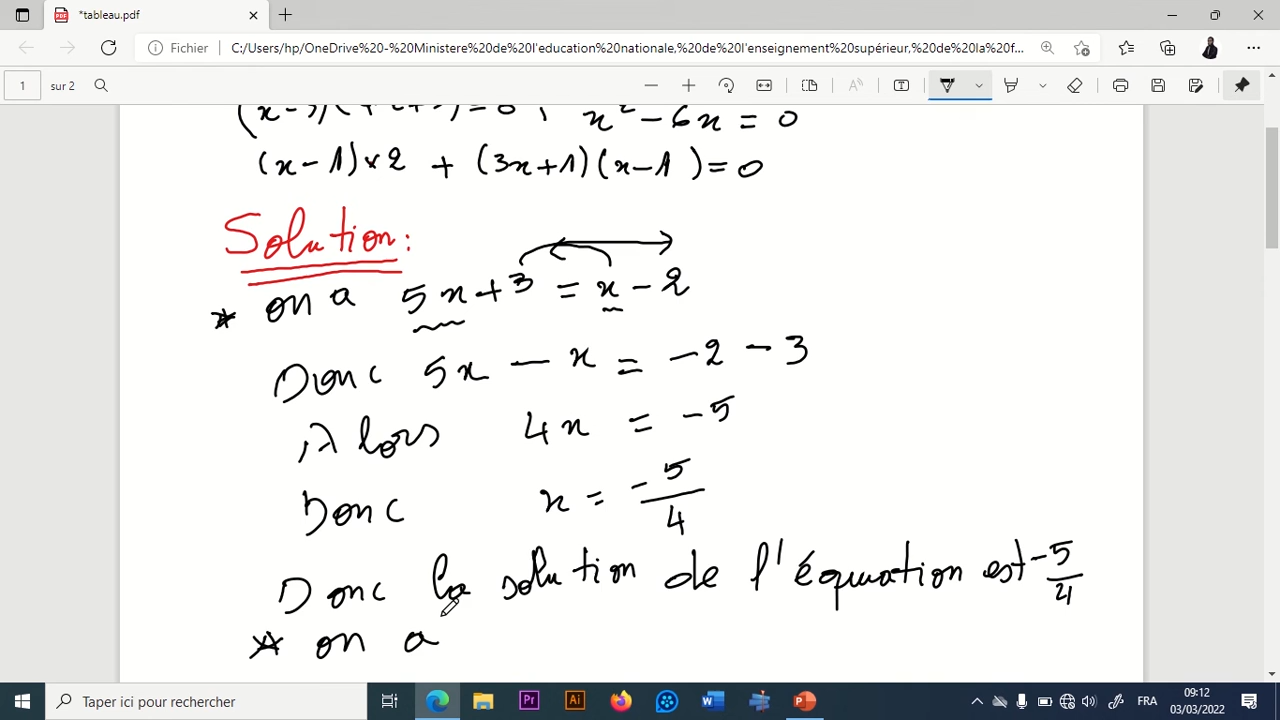 *tableau.pdf
Fichier C:/Users/hp/OneDrive%20-%20Ministere%20de%20l'education%20nationale,%20de%20l'enseignement%20supérieur,%20de%20la%20f...
1 sur 2
x² - 6x = 0
(x-1)×2 + (3x+1)(x-1)=0
Solution:
* on a 5x+3 = x-2
Donc 5x - x = -2 - 3
Alors 4x = -5
Donc x = -5/4
Donc la solution de l'équation est -5/4
* on a
Taper ici pour rechercher
Pr
Ai
FRA
09:12
03/03/2022